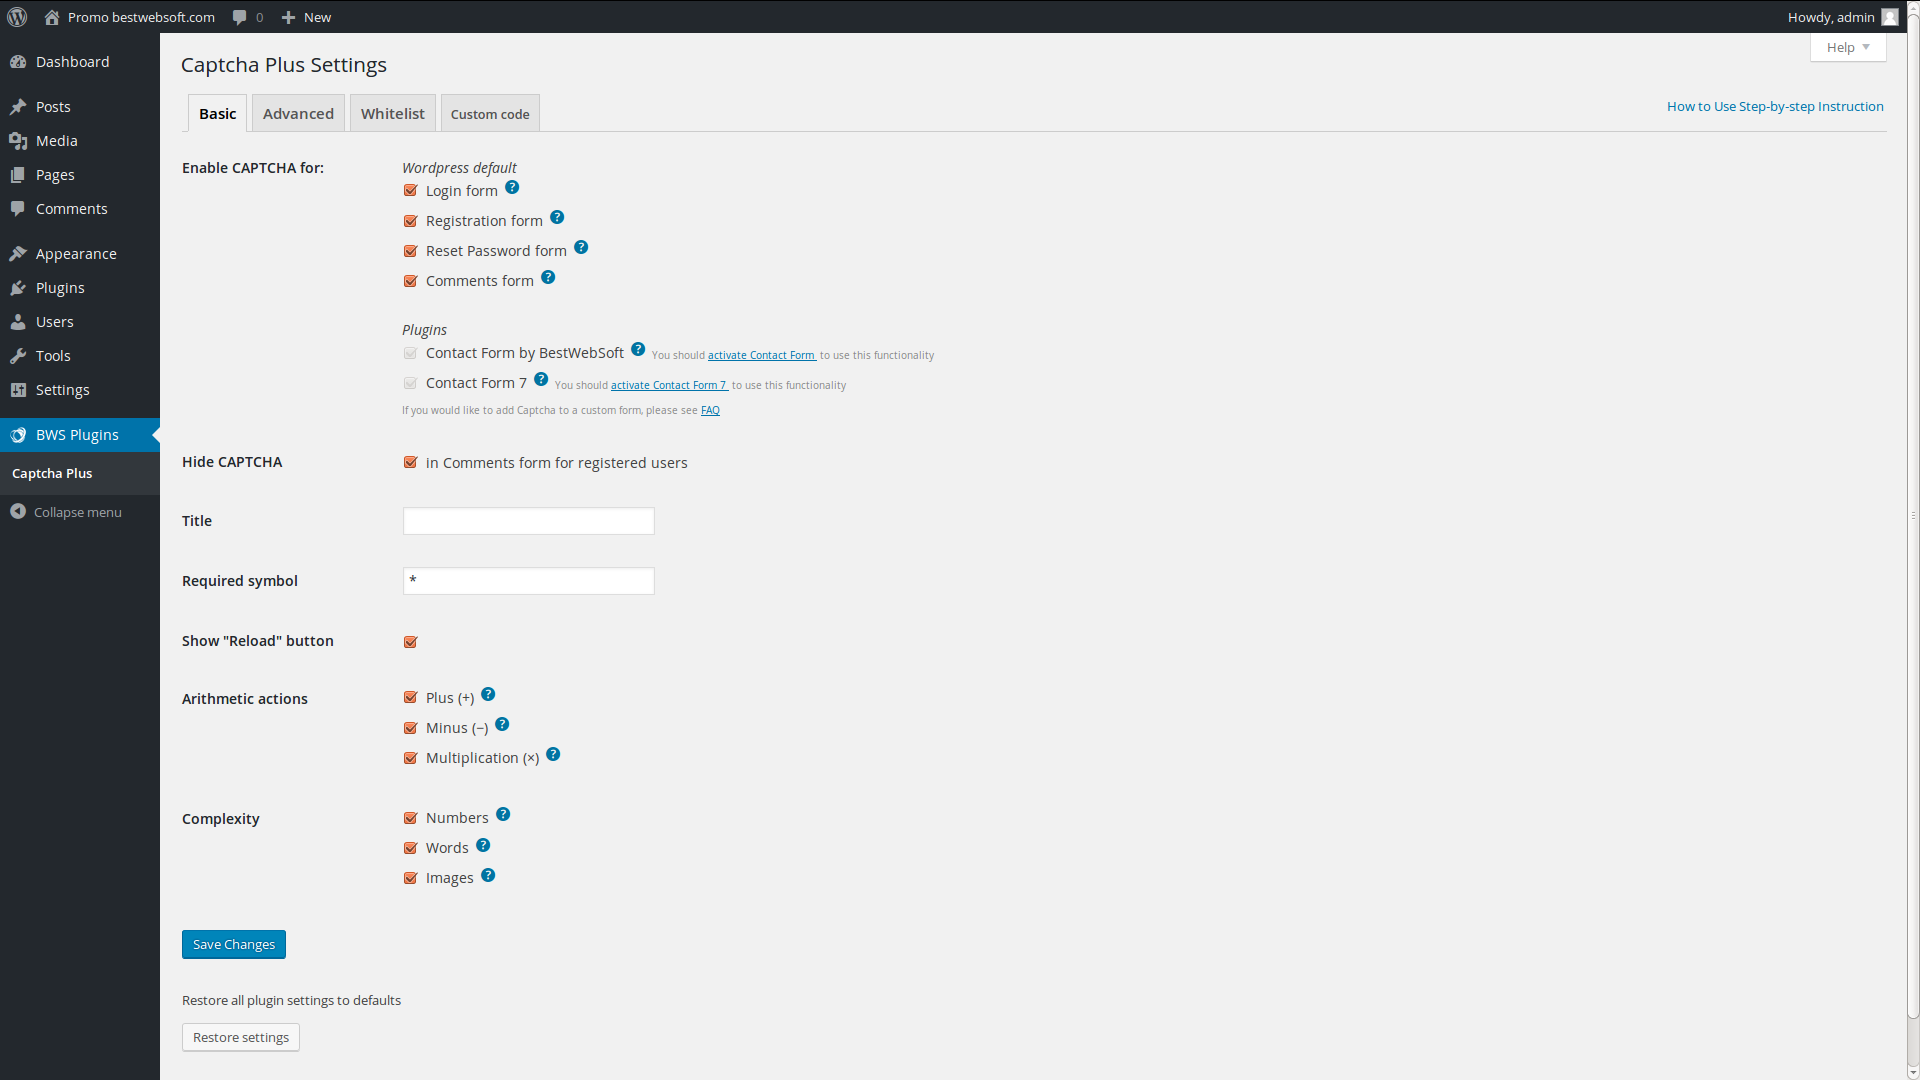 Promo bestwebsoft.com 0 New Howdy, admin
Help
Dashboard
Posts
Media
Pages
Comments
Appearance
Plugins
Users
Tools
Settings
BWS Plugins
Captcha Plus
Collapse menu
Captcha Plus Settings
Basic Advanced Whitelist Custom code
How to Use Step-by-step Instruction
Enable CAPTCHA for:
Wordpress default
Login form ?
Registration form ?
Reset Password form ?
Comments form ?
Plugins
Contact Form by BestWebSoft ? You should activate Contact Form to use this functionality
Contact Form 7 ? You should activate Contact Form 7 to use this functionality
If you would like to add Captcha to a custom form, please see FAQ
Hide CAPTCHA
in Comments form for registered users
Title
Required symbol
*
Show "Reload" button
Arithmetic actions
Plus (+) ?
Minus (−) ?
Multiplication (×) ?
Complexity
Numbers ?
Words ?
Images ?
Save Changes
Restore all plugin settings to defaults
Restore settings